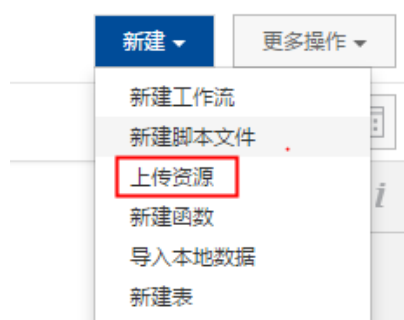 新建 更多操作
新建工作流
新建脚本文件
上传资源
i
新建函数
导入本地数据
新建表